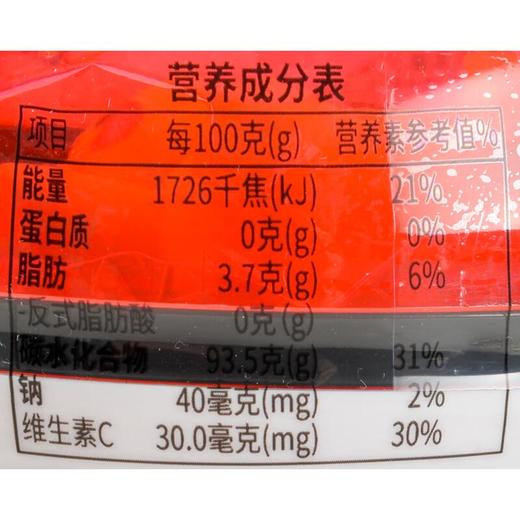 营养成分表
项目 每100克(g) 营养素参考值%
能量 1726千焦(kJ) 21%
蛋白质 0克(g) 0%
脂肪 3.7克(g) 6%
-反式脂肪酸 0克(g)
碳水化合物 93.5克(g) 31%
钠 40毫克(mg) 2%
维生素C 30.0毫克(mg) 30%